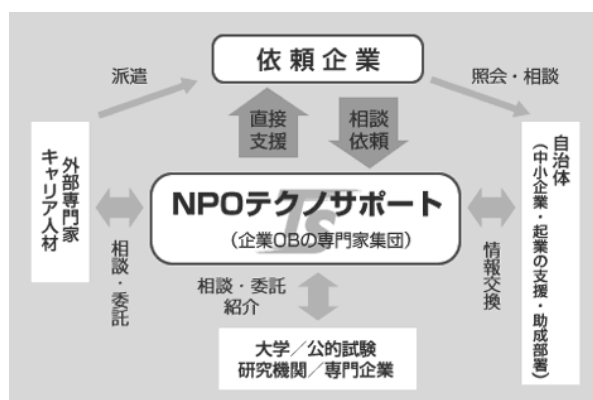 依頼企業
派遣
照会・相談
直接
支援
相談
依頼
外部専門家
キャリア人材
NPOテクノサポート
(企業OBの専門家集団)
TS
自治体
(中小企業・起業の支援・助成部署)
相談・委託
情報交換
相談・委託
紹介
大学／公的試験
研究機関／専門企業